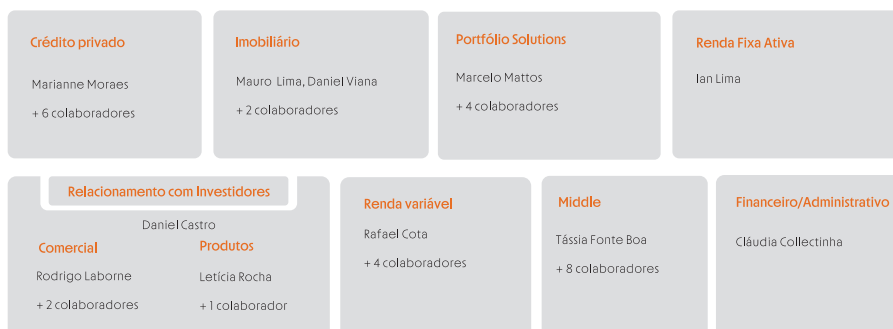 Crédito privado
Marianne Moraes
+ 6 colaboradores
Imobiliário
Mauro Lima, Daniel Viana
+ 2 colaboradores
Portfólio Solutions
Marcelo Mattos
+ 4 colaboradores
Renda Fixa Ativa
Ian Lima
Relacionamento com Investidores
Daniel Castro
Comercial
Rodrigo Laborne
+ 2 colaboradores
Produtos
Letícia Rocha
+ 1 colaborador
Renda variável
Rafael Cota
+ 4 colaboradores
Middle
Tássia Fonte Boa
+ 8 colaboradores
Financeiro/Administrativo
Cláudia Collectinha